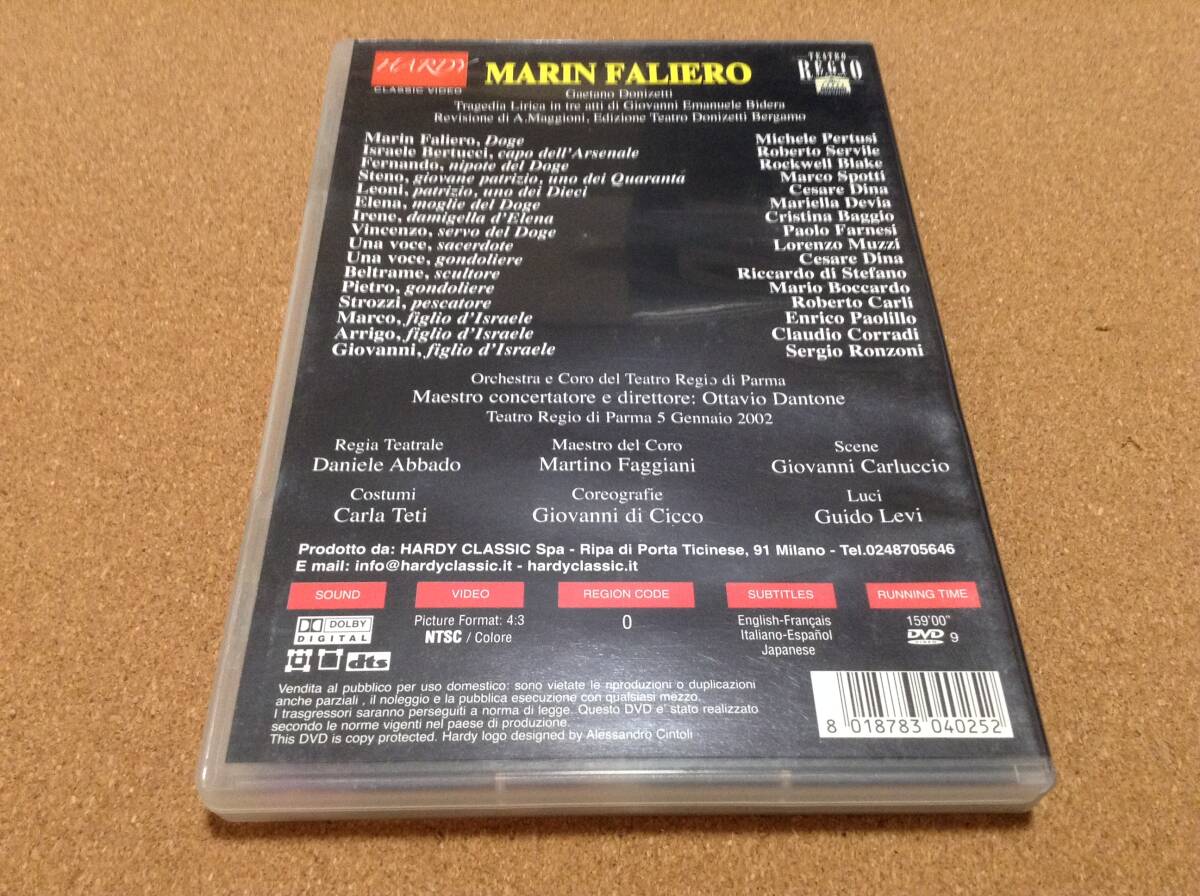 HARDY
CLASSIC VIDEO
MARIN FALIERO
TEATRO
REGIO
Gaetano Donizetti
Tragedia Lirica in tre atti di Giovanni Emanuele Bidera
Revisione di A.Maggioni, Edizione Teatro Donizetti Bergamo
Marin Faliero, Doge Michele Pertusi
Israele Bertucci, capo dell'Arsenale Roberto Servile
Fernando, nipote del Doge Rockwell Blake
Steno, giovane patrizio, uno dei Quaranta Marco Spotti
Leoni, patrizio, uno dei Dieci Cesare Dina
Elena, moglie del Doge Mariella Devia
Irene, damigella d'Elena Cristina Baggio
Vincenzo, servo del Doge Paolo Farnesi
Una voce, sacerdote Lorenzo Muzzi
Una voce, gondoliere Cesare Dina
Beltrame, scultore Riccardo di Stefano
Pietro, gondoliere Mario Boccardo
Strozzi, pescatore Roberto Carli
Marco, figlio d'Israele Enrico Paolillo
Arrigo, figlio d'Israele Claudio Corradi
Giovanni, figlio d'Israele Sergio Ronzoni
Orchestra e Coro del Teatro Regio di Parma
Maestro concertatore e direttore: Ottavio Dantone
Teatro Regio di Parma 5 Gennaio 2002
Regia Teatrale Maestro del Coro Scene
Daniele Abbado Martino Faggiani Giovanni Carluccio
Costumi Coreografie Luci
Carla Teti Giovanni di Cicco Guido Levi
Prodotto da: HARDY CLASSIC Spa - Ripa di Porta Ticinese, 91 Milano - Tel.0248705646
E mail: info@hardyclassic.it - hardyclassic.it
SOUND VIDEO REGION CODE SUBTITLES RUNNING TIME
DOLBY
DIGITAL
dts
Picture Format: 4:3
NTSC / Colore
0
English-Français
Italiano-Español
Japanese
159'00"
DVD 9
VIDEO
Vendita al pubblico per uso domestico: sono vietate le riproduzioni o duplicazioni
anche parziali , il noleggio e la pubblica esecuzione con qualsiasi mezzo.
I trasgressori saranno perseguiti a norma di legge. Questo DVD e' stato realizzato
secondo le norme vigenti nel paese di produzione.
This DVD is copy protected. Hardy logo designed by Alessandro Cintoli
8 018783 040252